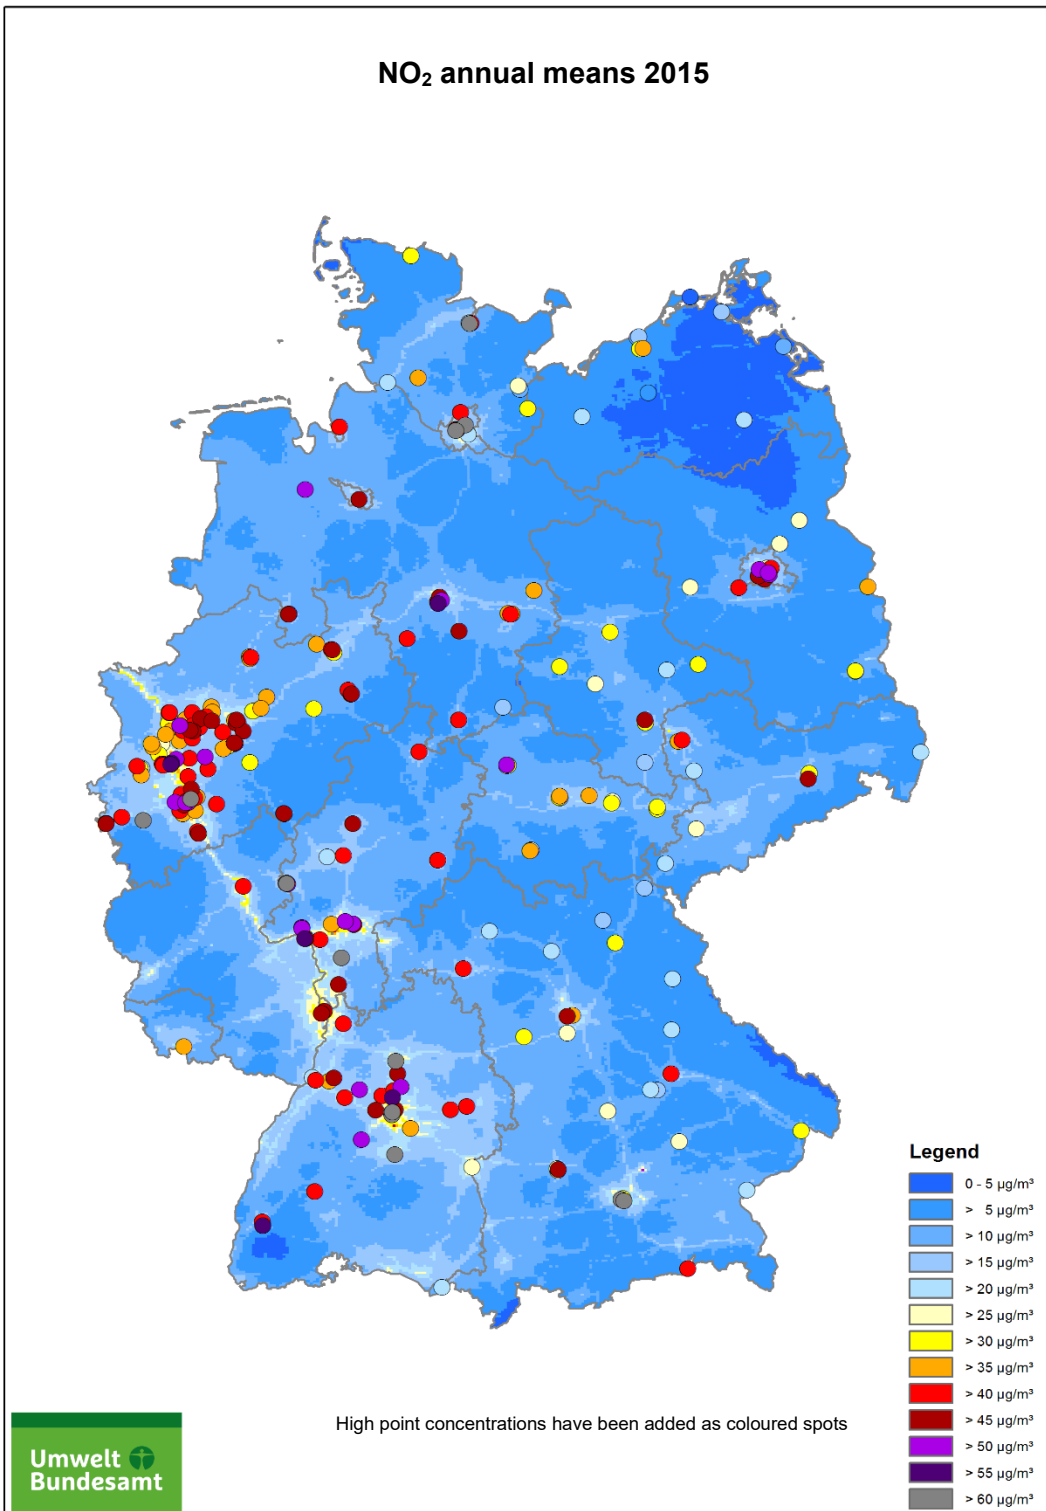 NO₂ annual means 2015
Legend
0 - 5 µg/m³
> 5 µg/m³
> 10 µg/m³
> 15 µg/m³
> 20 µg/m³
> 25 µg/m³
> 30 µg/m³
> 35 µg/m³
> 40 µg/m³
> 45 µg/m³
> 50 µg/m³
> 55 µg/m³
> 60 µg/m³
High point concentrations have been added as coloured spots
Umwelt
Bundesamt